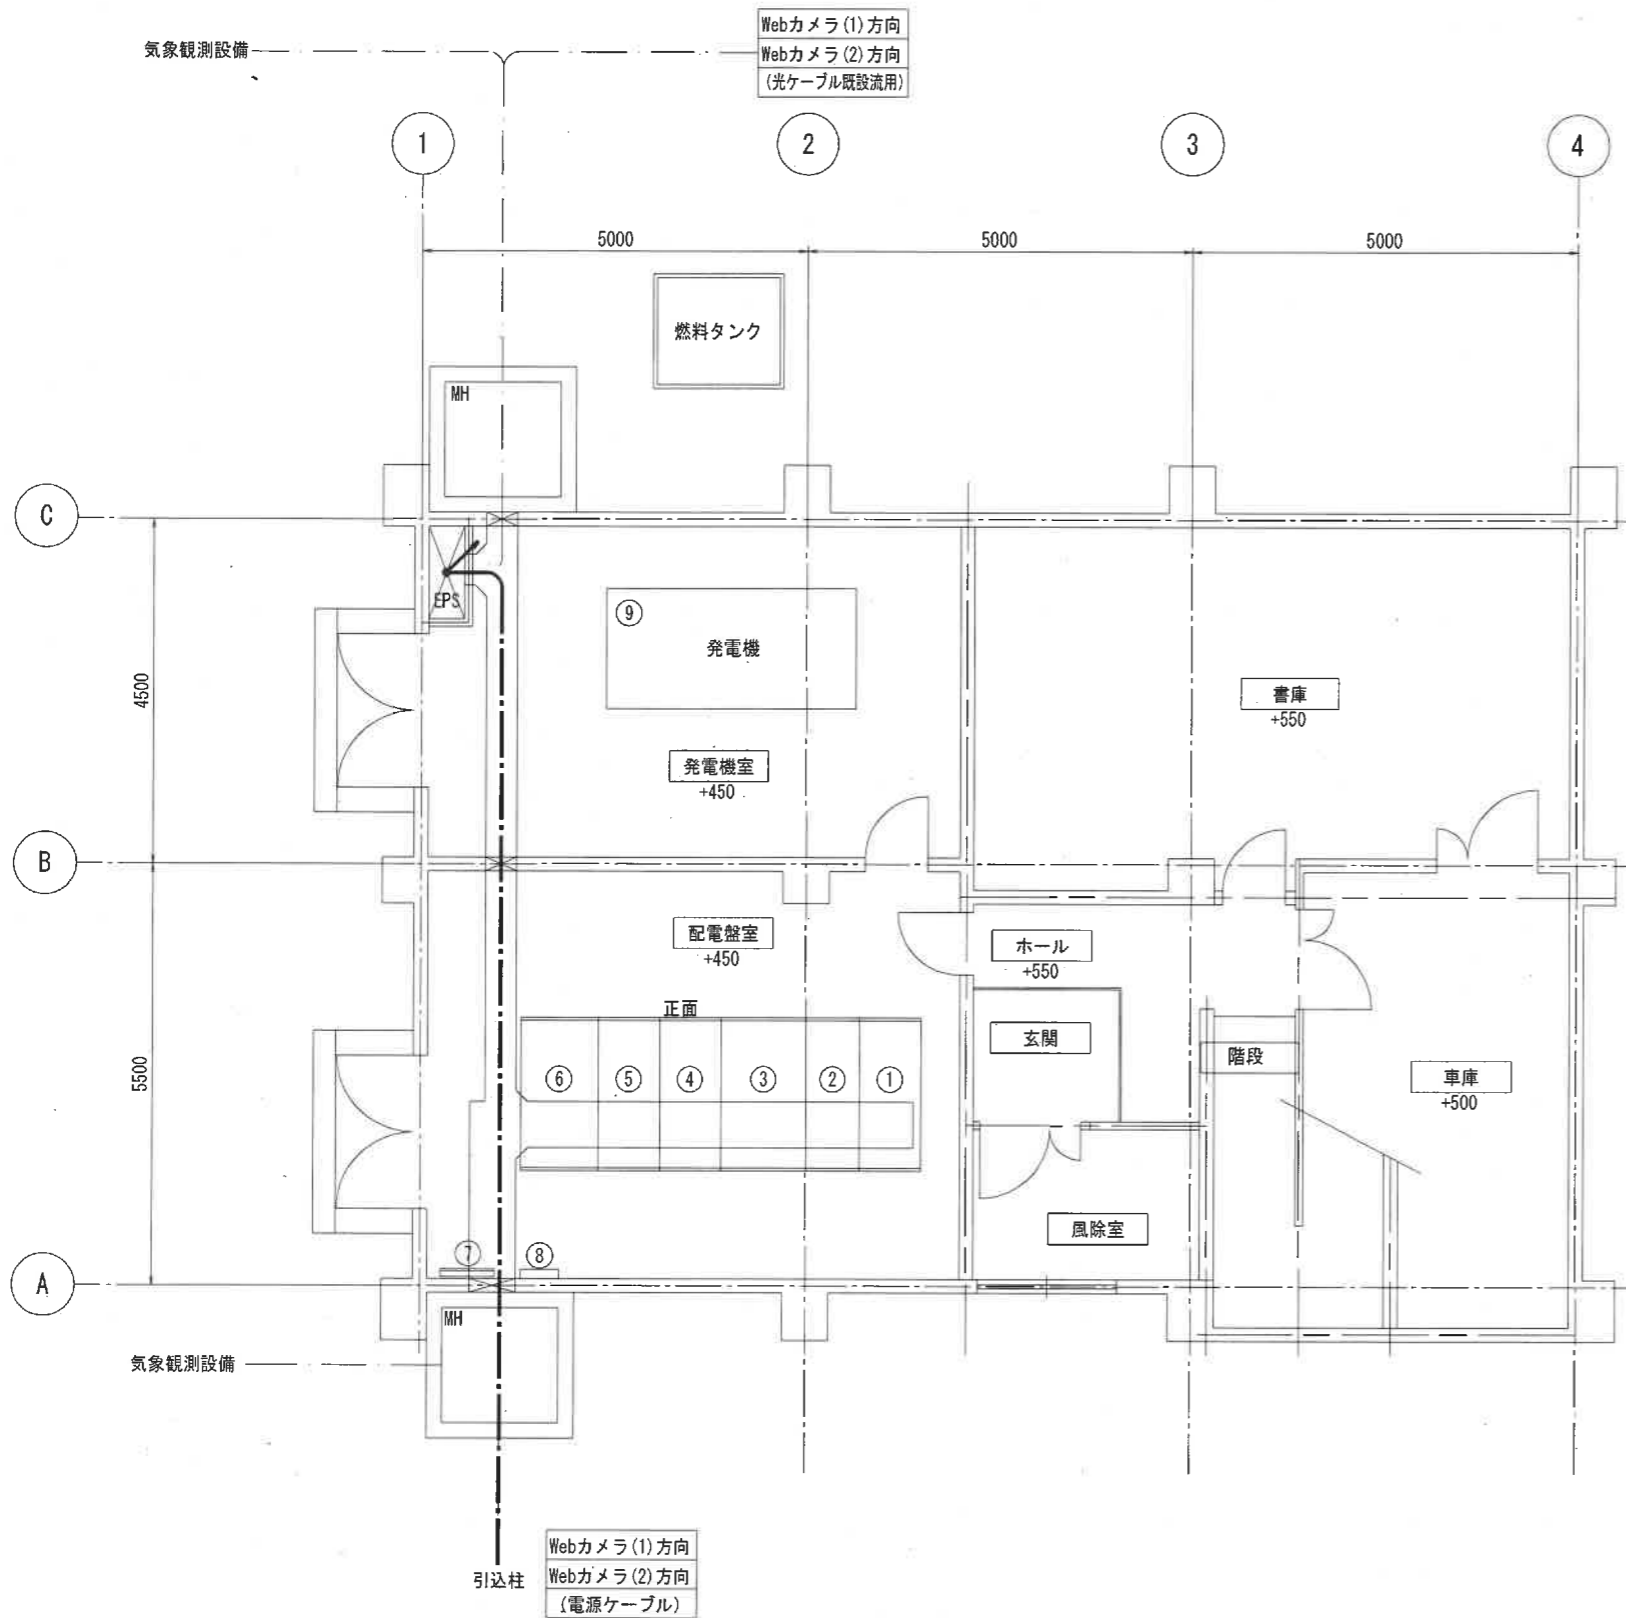 Webカメラ(1)方向
気象観測設備
Webカメラ(2)方向
(光ケーブル既設流用)
1
2
3
4
5000
5000
5000
燃料タンク
MH
C
EPS
⑨
発電機
4500
書庫
+550
発電機室
+450
B
配電盤室
+450
ホール
+550
正面
玄関
階段
5500
⑥
⑤
④
③
②
①
車庫
+500
風除室
⑦
⑧
A
MH
気象観測設備
Webカメラ(1)方向
引込柱
Webカメラ(2)方向
(電源ケーブル)